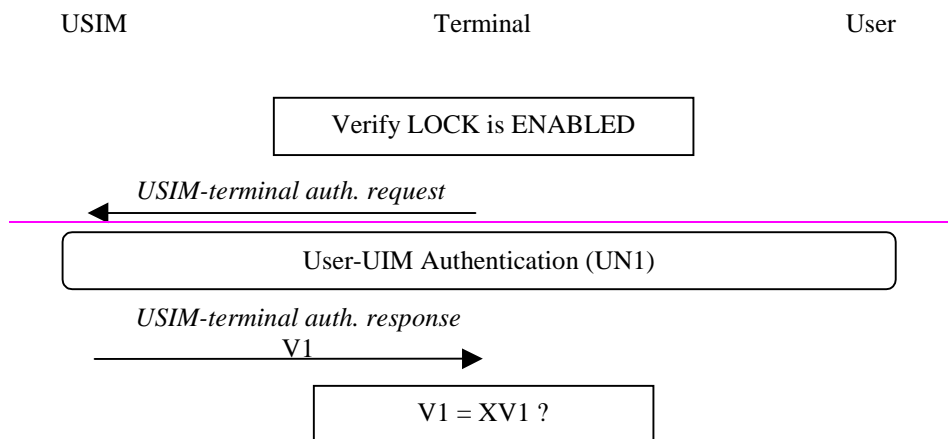 USIM Terminal User
Verify LOCK is ENABLED
USIM-terminal auth. request
User-UIM Authentication (UN1)
USIM-terminal auth. response
V1
V1 = XV1 ?